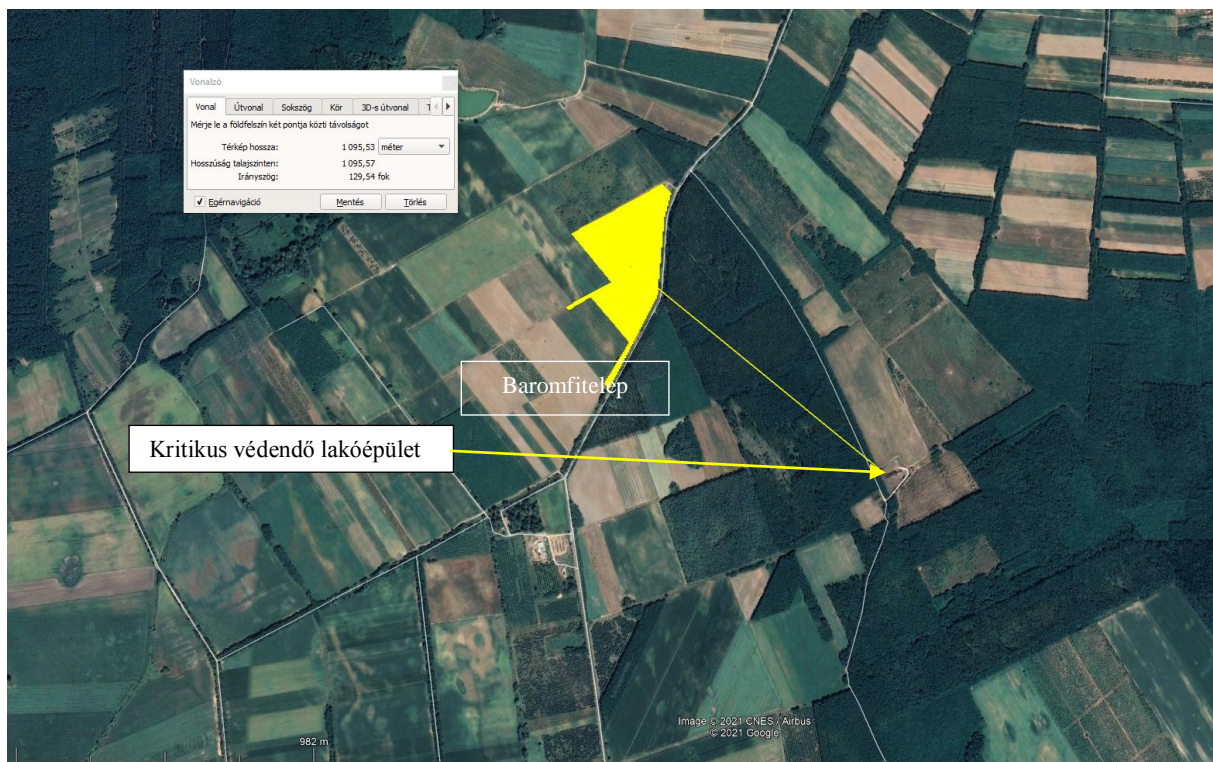 Vonalzó
Vonal Útvonal Sokszög Kör 3D-s útvonal
Mérje le a földfelszín két pontja közti távolságot
Térkép hossza: 1 095,53 méter
Hosszúság talajszinten: 1 095,57
Irányszög: 129,54 fok
Egérnavigáció Mentés Törlés
Baromfitelep
Kritikus védendő lakóépület
Image © 2021 CNES / Airbus
© 2021 Google
982 m